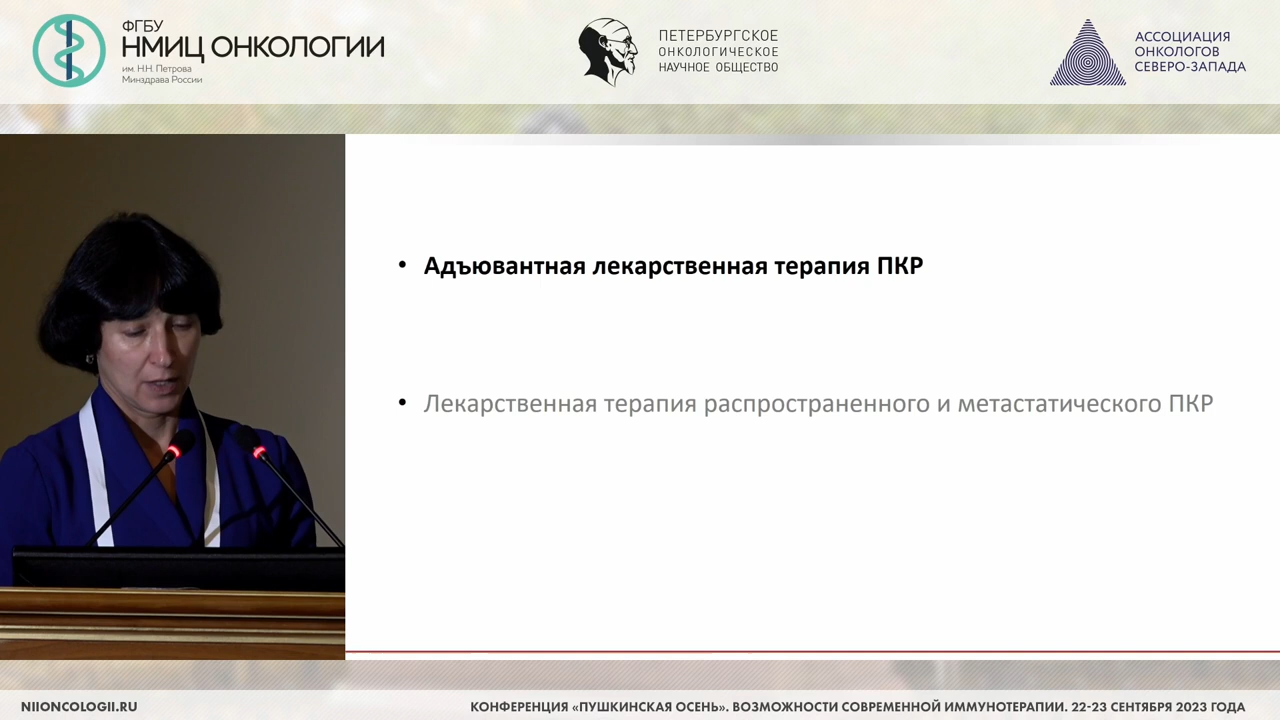 ФГБУ
НМИЦ ОНКОЛОГИИ
им. Н.Н. Петрова
Минздрава России
ПЕТЕРБУРГСКОЕ
ОНКОЛОГИЧЕСКОЕ
НАУЧНОЕ ОБЩЕСТВО
АССОЦИАЦИЯ
ОНКОЛОГОВ
СЕВЕРО-ЗАПАДА
• Адъювантная лекарственная терапия ПКР
• Лекарственная терапия распространенного и метастатического ПКР
NIIONCOLOGII.RU
КОНФЕРЕНЦИЯ «ПУШКИНСКАЯ ОСЕНЬ». ВОЗМОЖНОСТИ СОВРЕМЕННОЙ ИММУНОТЕРАПИИ. 22-23 СЕНТЯБРЯ 2023 ГОДА